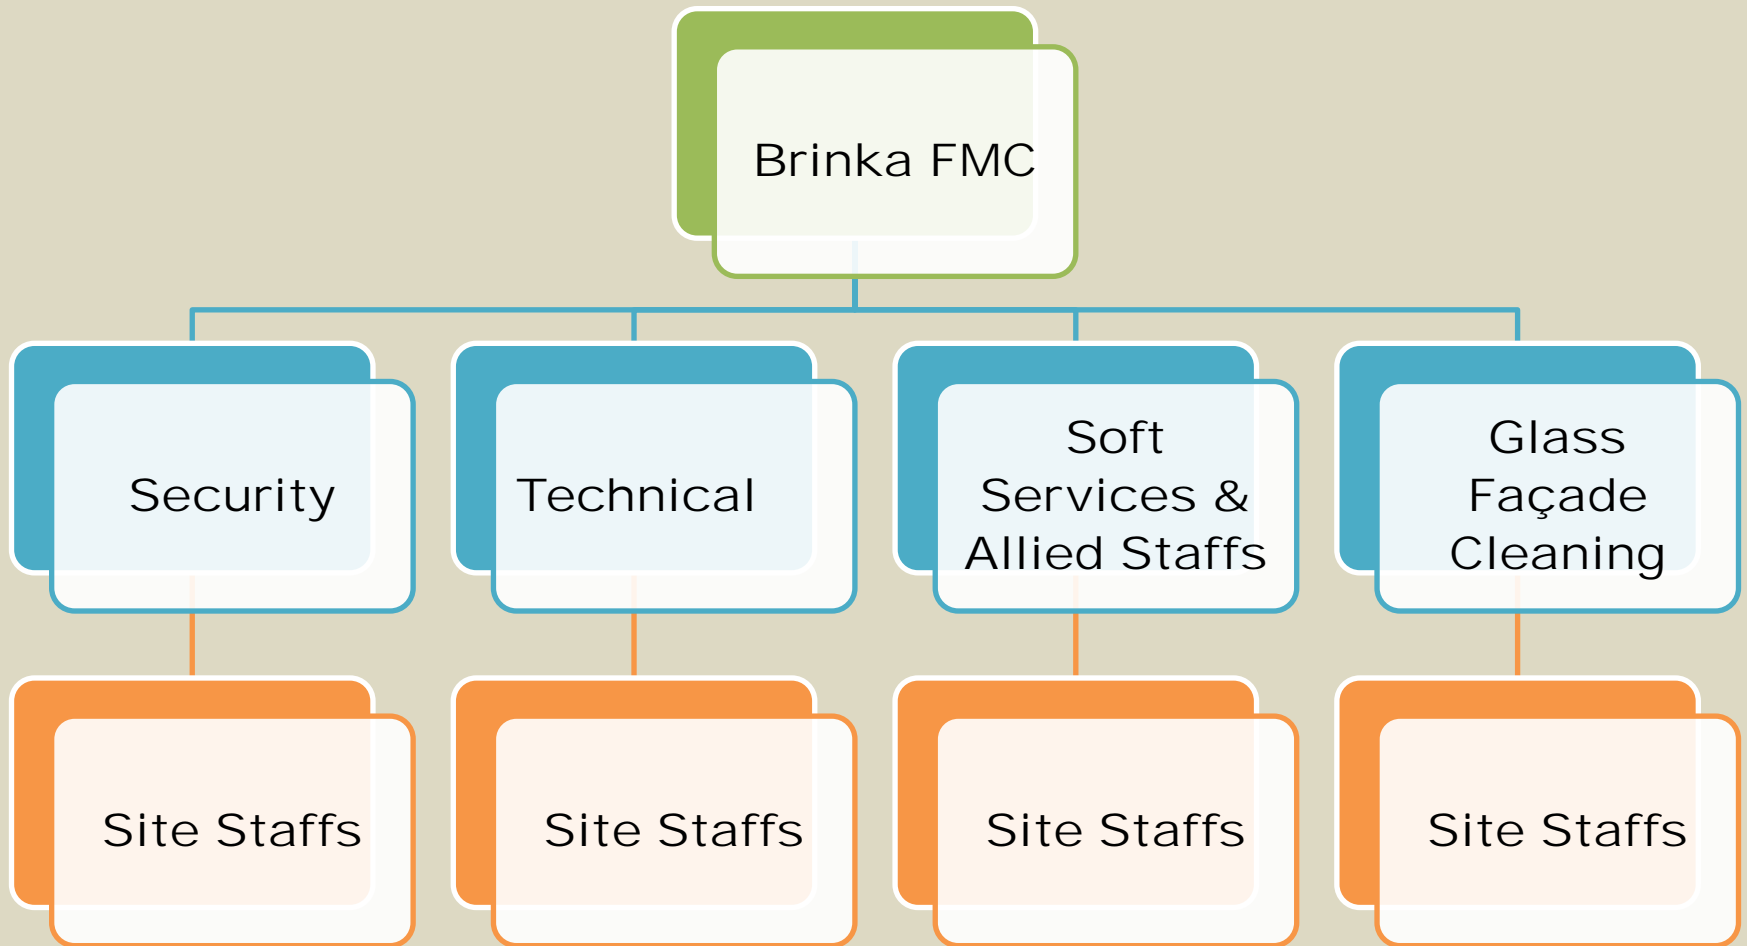 Brinka FMC
Security
Technical
Soft
Services &
Allied Staffs
Glass
Façade
Cleaning
Site Staffs
Site Staffs
Site Staffs
Site Staffs